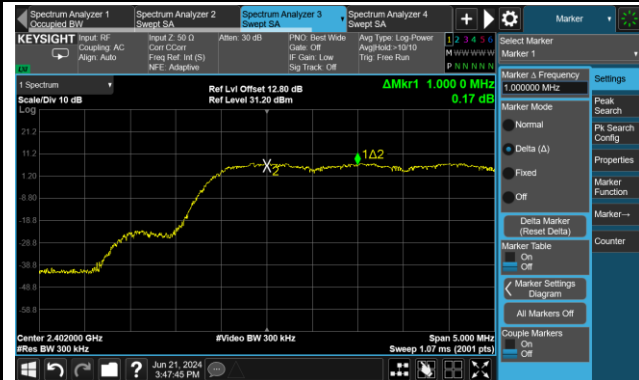 Spectrum Analyzer 1
Occupied BW
Spectrum Analyzer 2
Swept SA
Spectrum Analyzer 3
Swept SA
Spectrum Analyzer 4
Swept SA
+
Marker
KEYSIGHT
Input: RF
Coupling: AC
Align: Auto
Input Z: 50 Ω
Corr CCorr
Freq Ref: Int (S)
NFE: Adaptive
Atten: 30 dB
PNO: Best Wide
Gate: Off
IF Gain: Low
Sig Track: Off
Avg Type: Log-Power
Avg|Hold:>10/10
Trig: Free Run
1 2 3 4 5 6
M W W W W W
P N N N N N
Select Marker
Marker 1
1 Spectrum
Scale/Div 10 dB
Log
Ref Lvl Offset 12.80 dB
Ref Level 31.20 dBm
ΔMkr1 1.000 0 MHz
0.17 dB
21.2
11.2
1.20
-8.80
-18.8
-28.8
-38.8
-48.8
-58.8
1Δ2
X2
Center 2.402000 GHz
#Res BW 300 kHz
#Video BW 300 kHz
Span 5.000 MHz
Sweep 1.07 ms (2001 pts)
Marker Δ Frequency
1.000000 MHz
Marker Mode
Normal
Delta (Δ)
Fixed
Off
Delta Marker
(Reset Delta)
Marker Table
On
Off
Marker Settings
Diagram
All Markers Off
Couple Markers
On
Off
Settings
Peak
Search
Pk Search
Config
Properties
Marker
Function
Marker→
Counter
?
Jun 21, 2024
3:47:45 PM